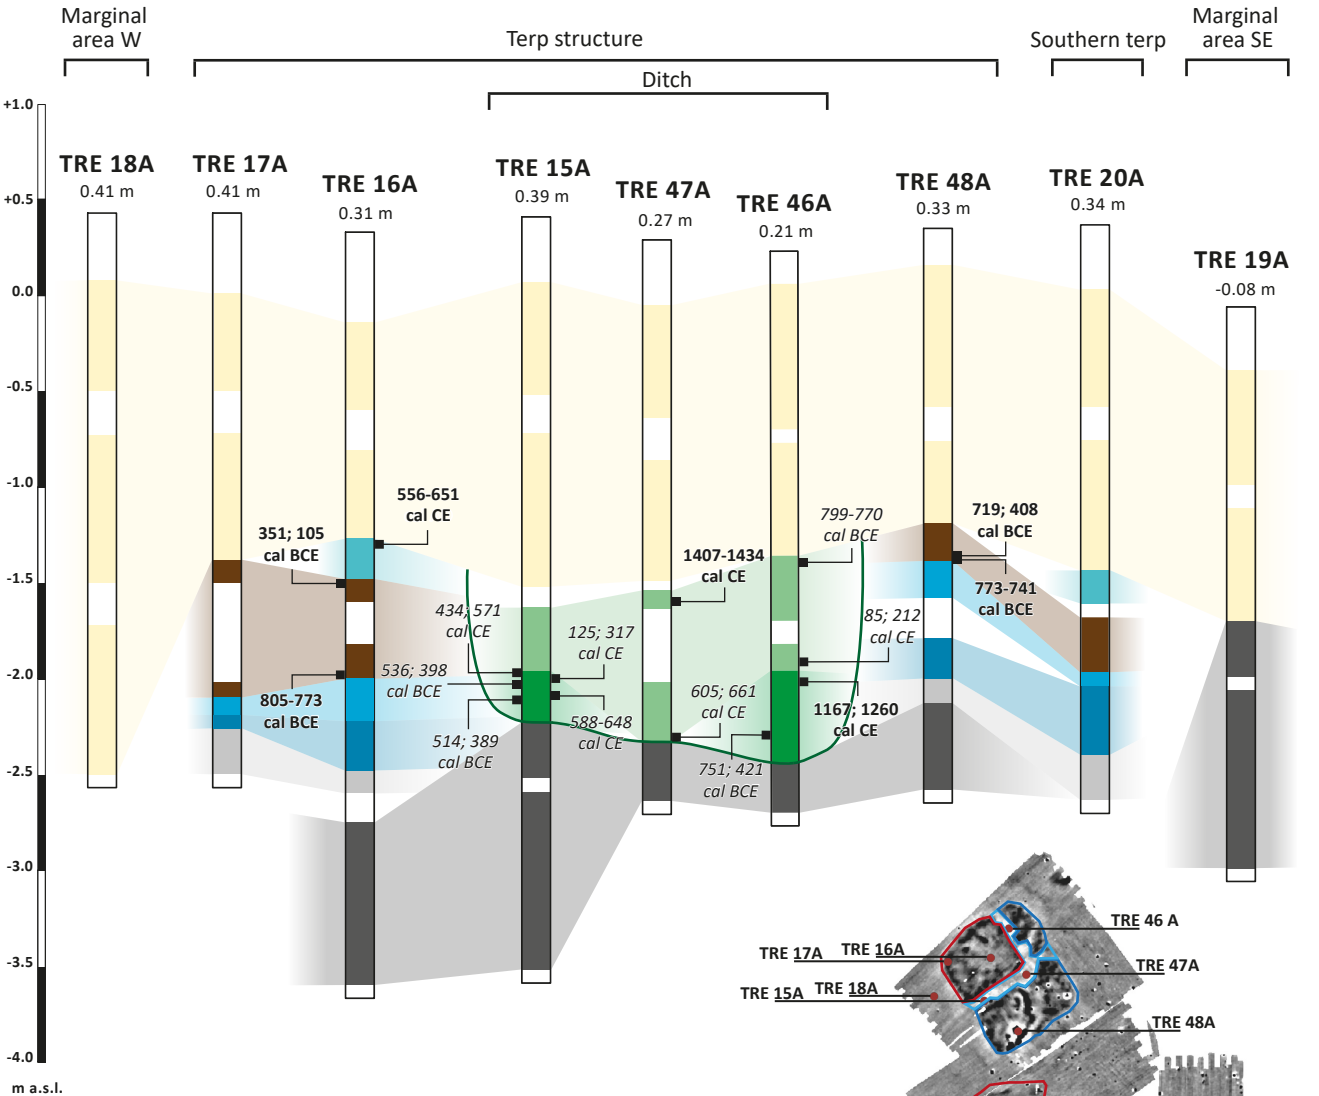 Marginal
area W
Terp structure
Ditch
Southern terp
Marginal
area SE
+1.0
+0.5
0.0
-0.5
-1.0
-1.5
-2.0
-2.5
-3.0
-3.5
-4.0
m a.s.l.
TRE 18A
0.41 m
TRE 17A
0.41 m
TRE 16A
0.31 m
TRE 15A
0.39 m
TRE 47A
0.27 m
TRE 46A
0.21 m
TRE 48A
0.33 m
TRE 20A
0.34 m
TRE 19A
-0.08 m
556-651
cal CE
351; 105
cal BCE
805-773
cal BCE
434; 571
cal CE
536; 398
cal BCE
514; 389
cal BCE
125; 317
cal CE
588-648
cal CE
1407-1434
cal CE
605; 661
cal CE
751; 421
cal BCE
799-770
cal BCE
85; 212
cal CE
1167; 1260
cal CE
719; 408
cal BCE
773-741
cal BCE
TRE 46 A
TRE 17A
TRE 16A
TRE 47A
TRE 15A
TRE 18A
TRE 48A